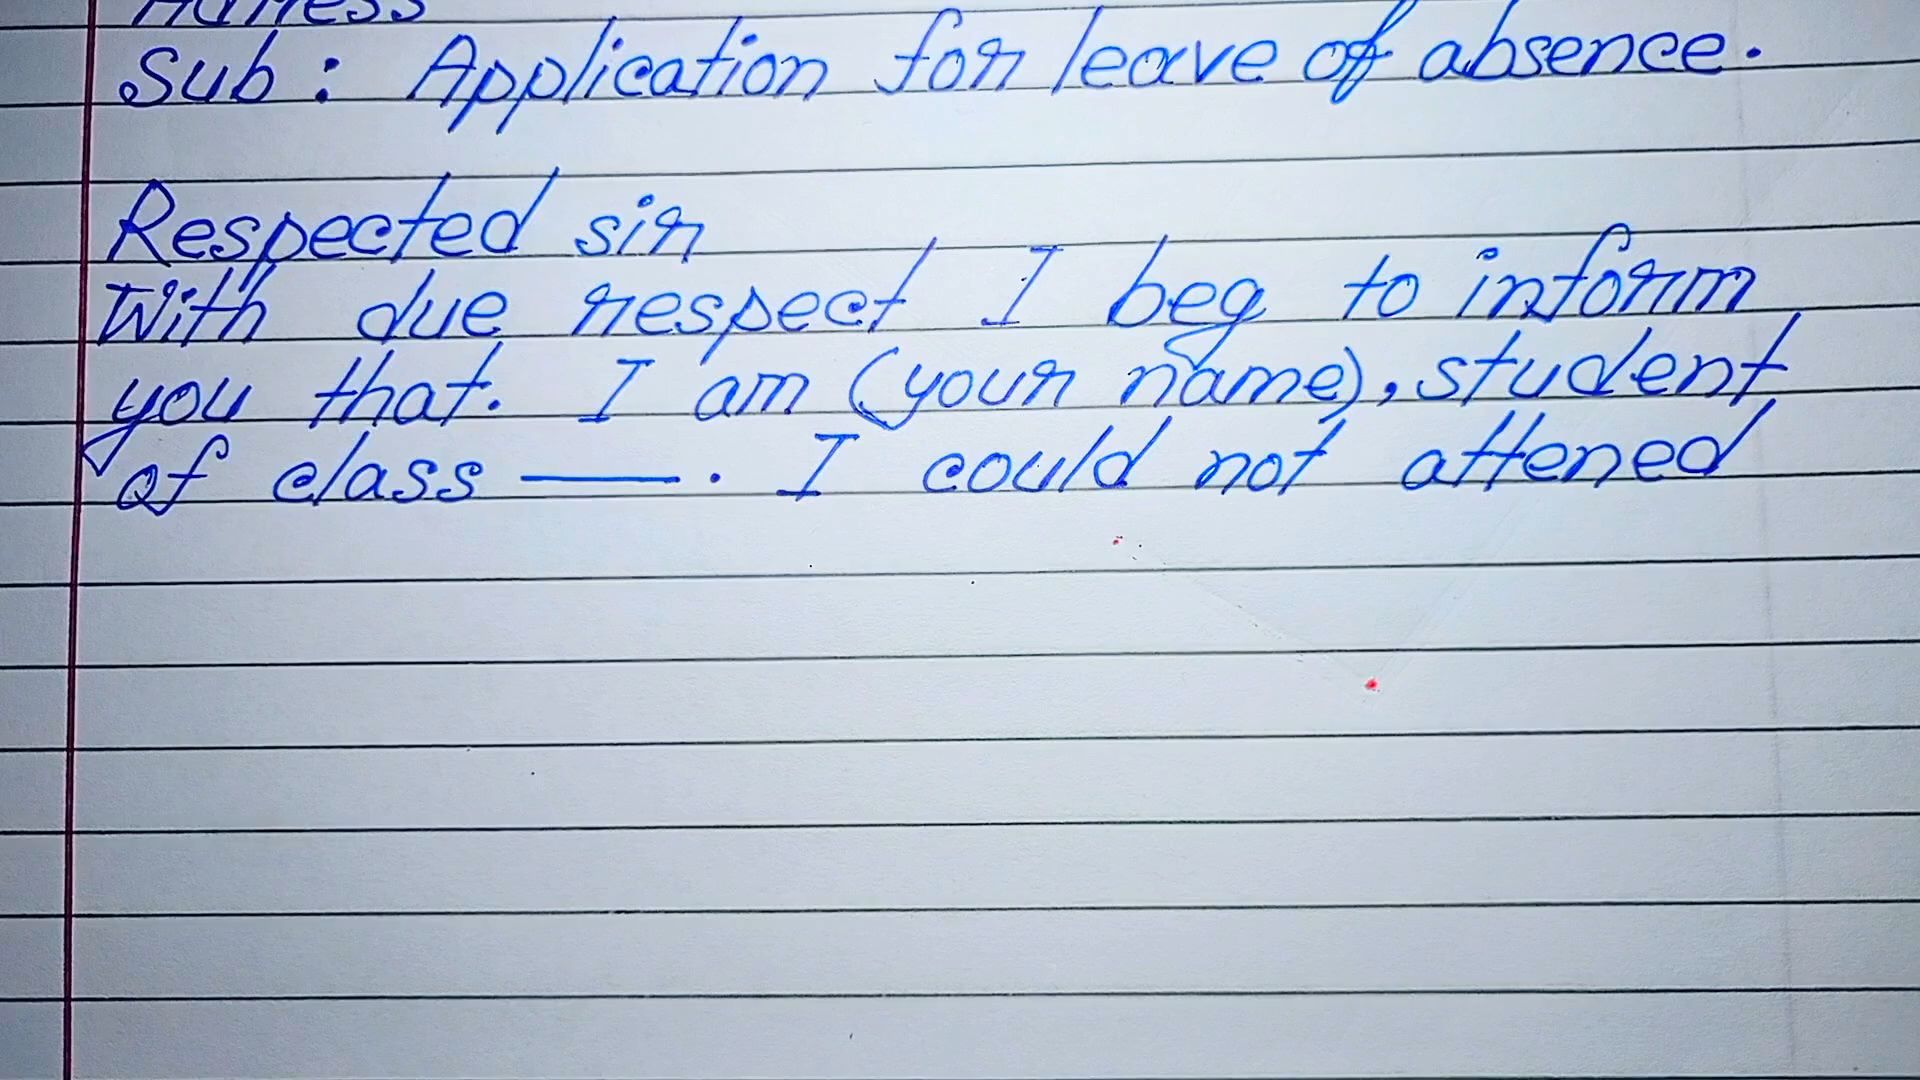 Sub: Application for leave of absence.
Respected sir
With due respect I beg to inform
you that. I am (your name), student
of class —. I could not attened